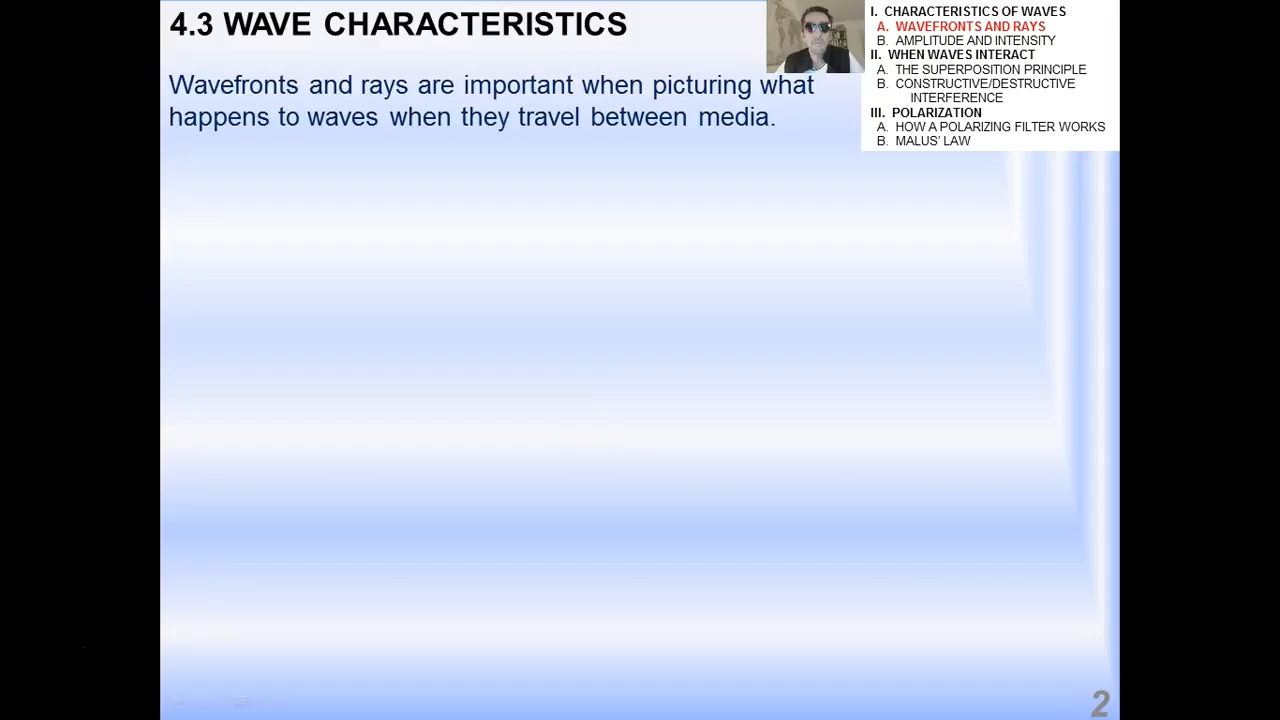 4.3 WAVE CHARACTERISTICS
Wavefronts and rays are important when picturing what
happens to waves when they travel between media.
I. CHARACTERISTICS OF WAVES
A. WAVEFRONTS AND RAYS
B. AMPLITUDE AND INTENSITY
II. WHEN WAVES INTERACT
A. THE SUPERPOSITION PRINCIPLE
B. CONSTRUCTIVE/DESTRUCTIVE
INTERFERENCE
III. POLARIZATION
A. HOW A POLARIZING FILTER WORKS
B. MALUS' LAW
2